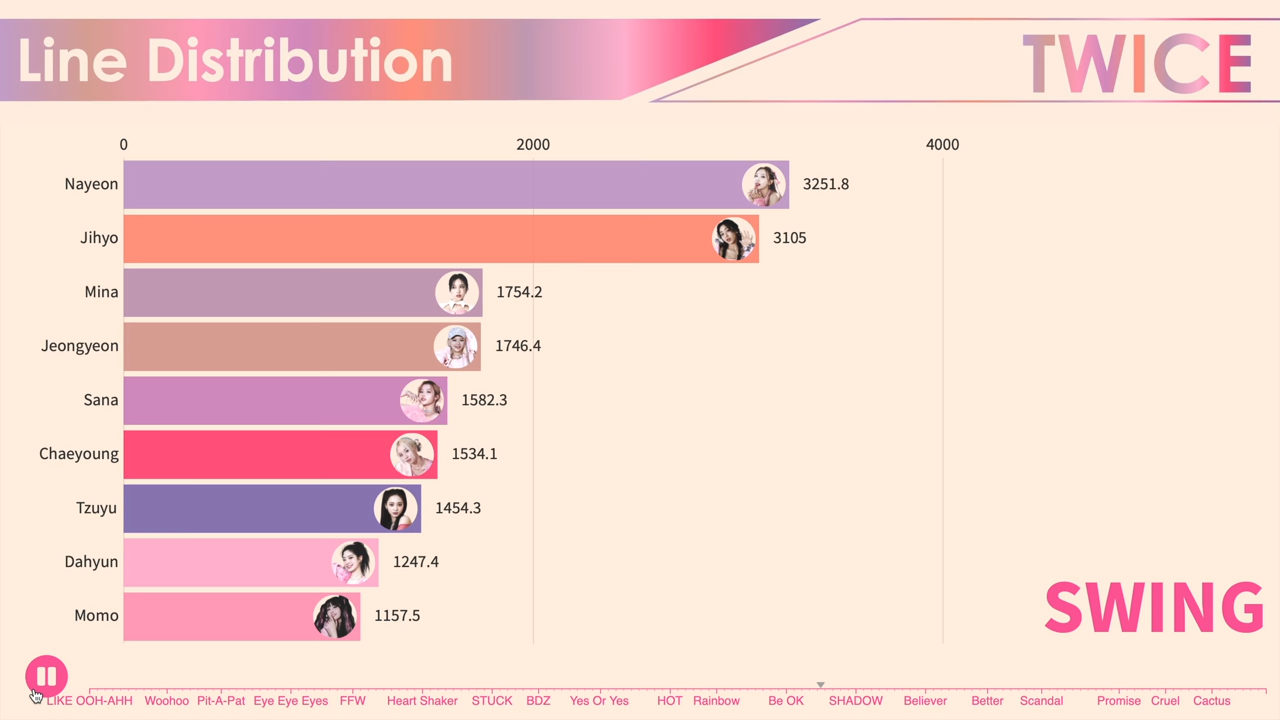 Line Distribution
TWICE
0 2000 4000
Nayeon 3251.8
Jihyo 3105
Mina 1754.2
Jeongyeon 1746.4
Sana 1582.3
Chaeyoung 1534.1
Tzuyu 1454.3
Dahyun 1247.4
Momo 1157.5
SWING
LIKE OOH-AHH Woohoo Pit-A-Pat Eye Eye Eyes FFW Heart Shaker STUCK BDZ Yes Or Yes HOT Rainbow Be OK SHADOW Believer Better Scandal Promise Cruel Cactus